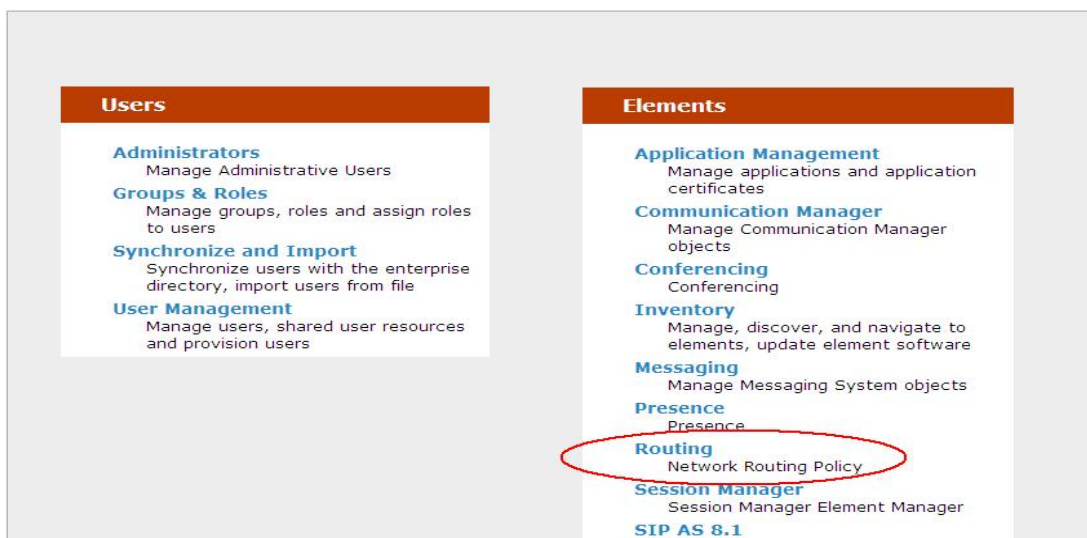 Users
Administrators
Manage Administrative Users
Groups & Roles
Manage groups, roles and assign roles
to users
Synchronize and Import
Synchronize users with the enterprise
directory, import users from file
User Management
Manage users, shared user resources
and provision users
Elements
Application Management
Manage applications and application
certificates
Communication Manager
Manage Communication Manager
objects
Conferencing
Conferencing
Inventory
Manage, discover, and navigate to
elements, update element software
Messaging
Manage Messaging System objects
Presence
Presence
Routing
Network Routing Policy
Session Manager
Session Manager Element Manager
SIP AS 8.1